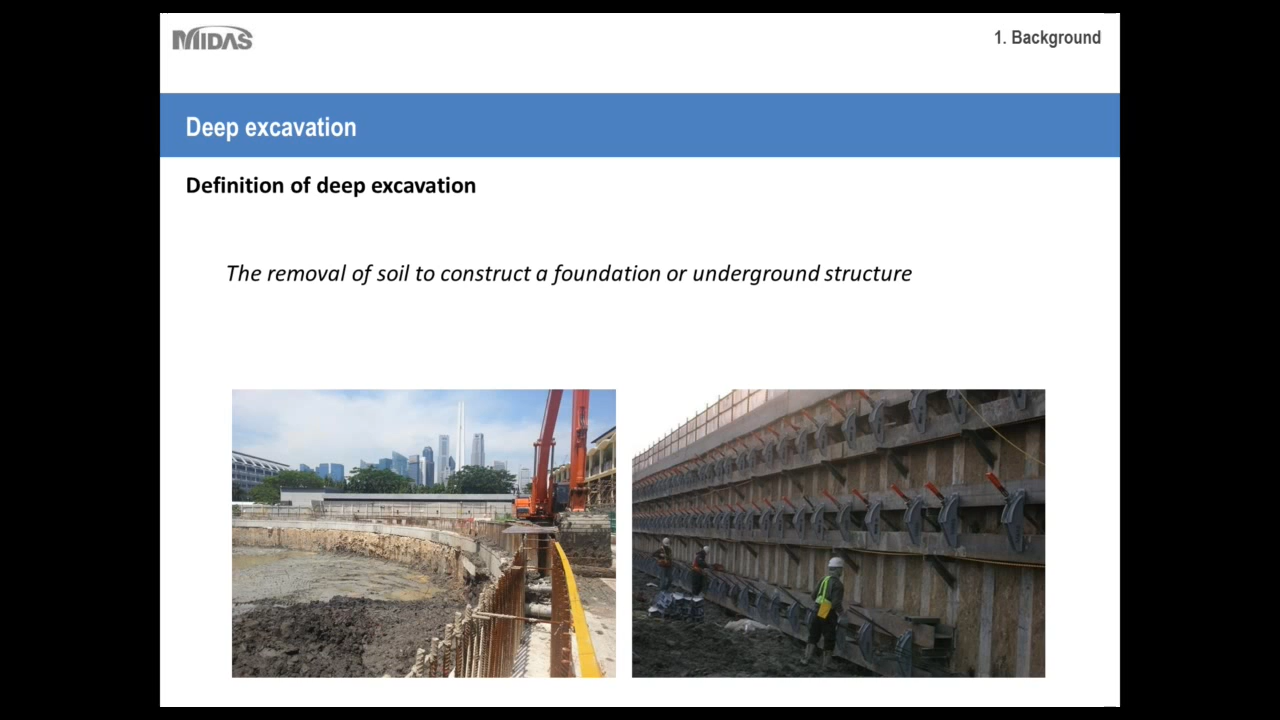 MIDAS
1. Background
Deep excavation
Definition of deep excavation
The removal of soil to construct a foundation or underground structure